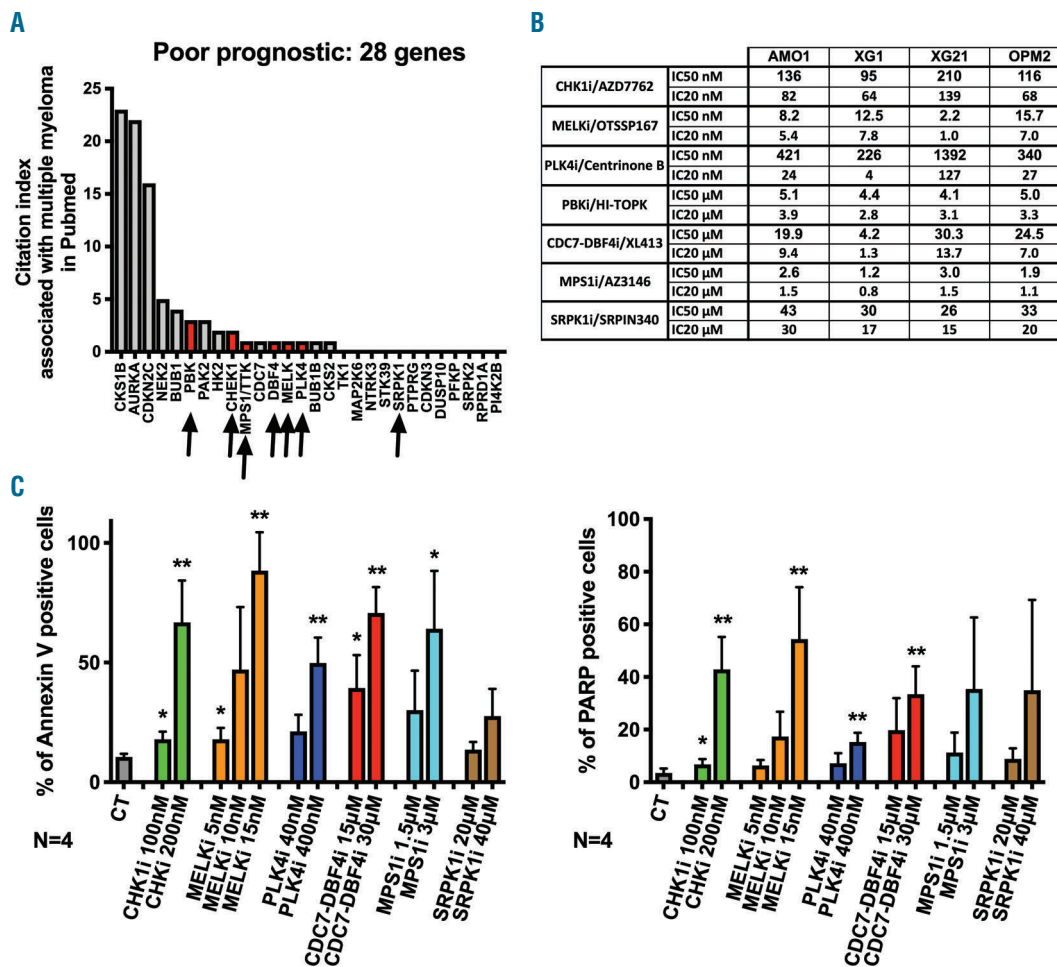 A
Poor prognostic: 28 genes
Citation index
associated with multiple myeloma
in Pubmed
25
20
15
10
5
0
CKS1B
AURKA
CDKN2C
NEK2
BUB1
PBK
PAK2
HK2
CHEK1
MPS1/TTK
CDC7
DBF4
MELK
PLK4
BUB1B
CKS2
TK1
MAP2K6
NTRK3
STK39
SRPK1
PTPRG
CDKN3
DUSP10
PFKP
SRPK2
RPRD1A
PI4K2B
B
AMO1 XG1 XG21 OPM2
CHK1i/AZD7762 IC50 nM 136 95 210 116
IC20 nM 82 64 139 68
MELKi/OTSSP167 IC50 nM 8.2 12.5 2.2 15.7
IC20 nM 5.4 7.8 1.0 7.0
PLK4i/Centrinone B IC50 nM 421 226 1392 340
IC20 nM 24 4 127 27
PBKi/HI-TOPK IC50 µM 5.1 4.4 4.1 5.0
IC20 µM 3.9 2.8 3.1 3.3
CDC7-DBF4i/XL413 IC50 µM 19.9 4.2 30.3 24.5
IC20 µM 9.4 1.3 13.7 7.0
MPS1i/AZ3146 IC50 µM 2.6 1.2 3.0 1.9
IC20 µM 1.5 0.8 1.5 1.1
SRPK1i/SRPIN340 IC50 µM 43 30 26 33
IC20 µM 30 17 15 20
C
% of Annexin V positive cells
100
50
0
* ** * ** ** * ** *
CT
CHK1i 100nM
CHKi 200nM
MELKi 5nM
MELKi 10nM
MELKi 15nM
PLK4i 40nM
PLK4i 400nM
CDC7-DBF4i 15µM
CDC7-DBF4i 30µM
MPS1i 1.5µM
MPS1i 3µM
SRPK1i 20µM
SRPK1i 40µM
N=4
% of PARP positive cells
100
80
60
40
20
0
* ** ** ** **
CT
CHK1i 100nM
CHKi 200nM
MELKi 5nM
MELKi 10nM
MELKi 15nM
PLK4i 40nM
PLK4i 400nM
CDC7-DBF4i 15µM
CDC7-DBF4i 30µM
MPS1i 1.5µM
MPS1i 3µM
SRPK1i 20µM
SRPK1i 40µM
N=4